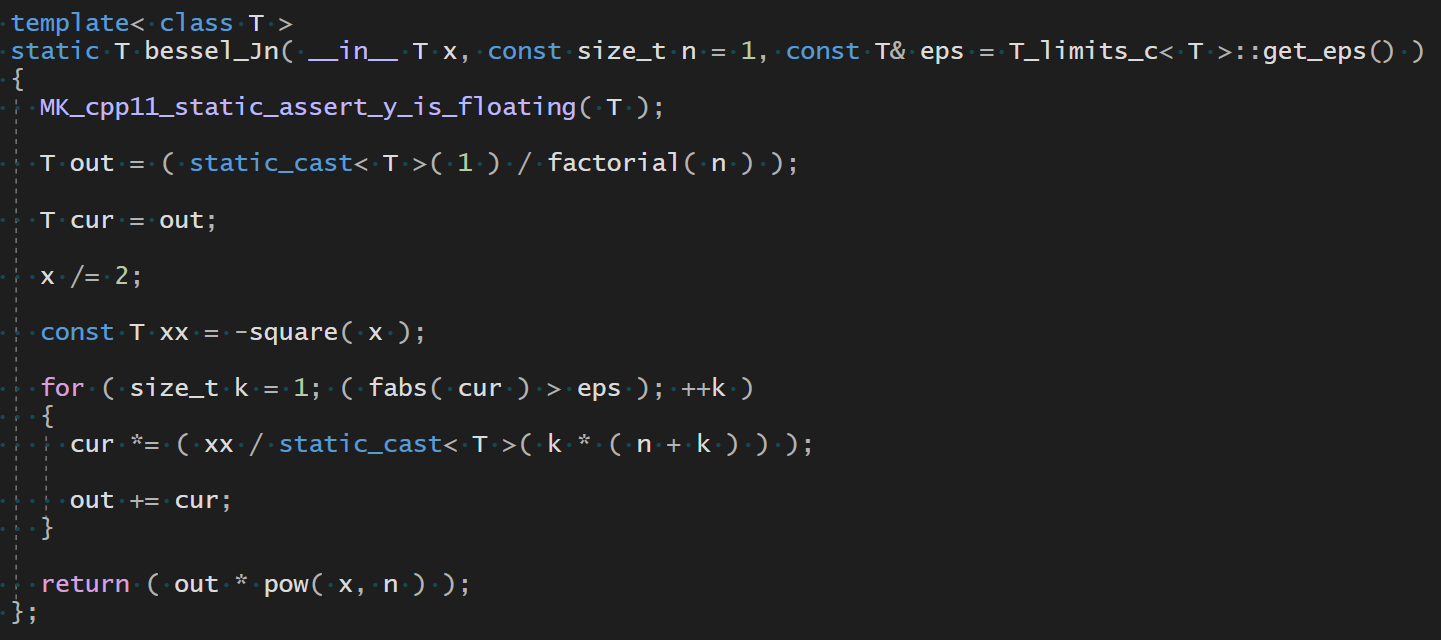 template< class T >
static T bessel_Jn( __in__ T x, const size_t n = 1, const T& eps = T_limits_c< T >::get_eps() )
{
MK_cpp11_static_assert_y_is_floating( T );
T out = ( static_cast< T >( 1 ) / factorial( n ) );
T cur = out;
x /= 2;
const T xx = -square( x );
for ( size_t k = 1; ( fabs( cur ) > eps ); ++k )
{
cur *= ( xx / static_cast< T >( k * ( n + k ) ) );
out += cur;
}
return ( out * pow( x, n ) );
};